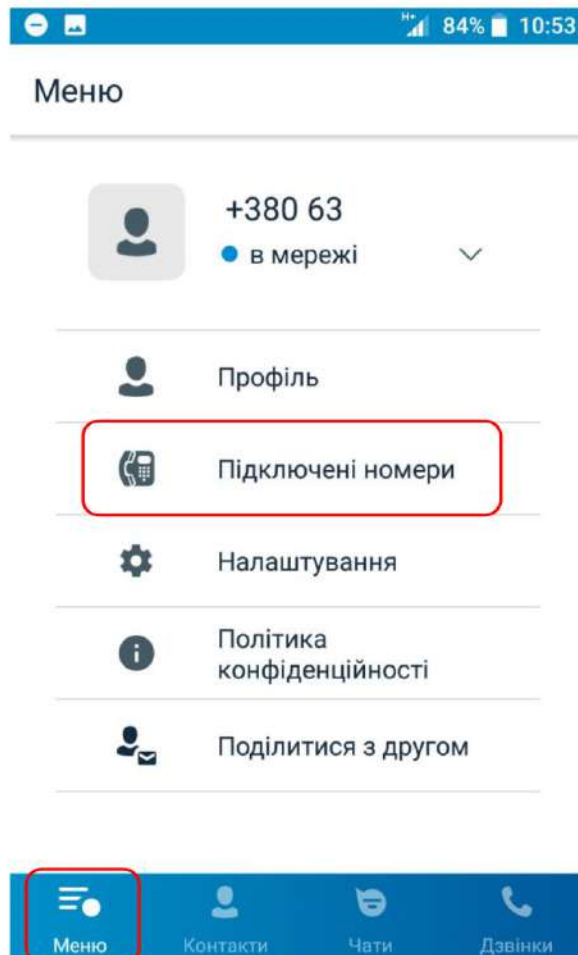 84% 10:53
Меню
+380 63
в мережі
Профіль
Підключені номери
Налаштування
Політика
конфіденційності
Поділитися з другом
Меню Контакти Чати Дзвінки